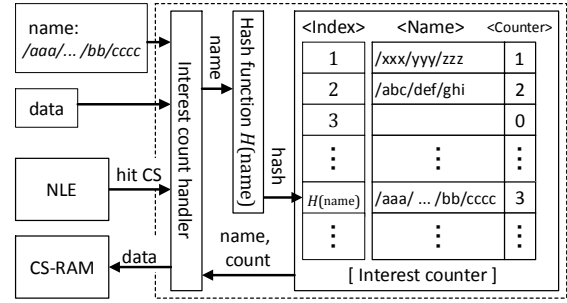 name:
/aaa/... /bb/cccc
data
NLE
hit CS
CS-RAM
data
Interest count handler
name
Hash function H(name)
hash
name,
count
<Index> <Name> <Counter>
1 /xxx/yyy/zzz 1
2 /abc/def/ghi 2
3 0
⋮ ⋮ ⋮
H(name) /aaa/ ... /bb/cccc 3
⋮ ⋮ ⋮
[ Interest counter ]